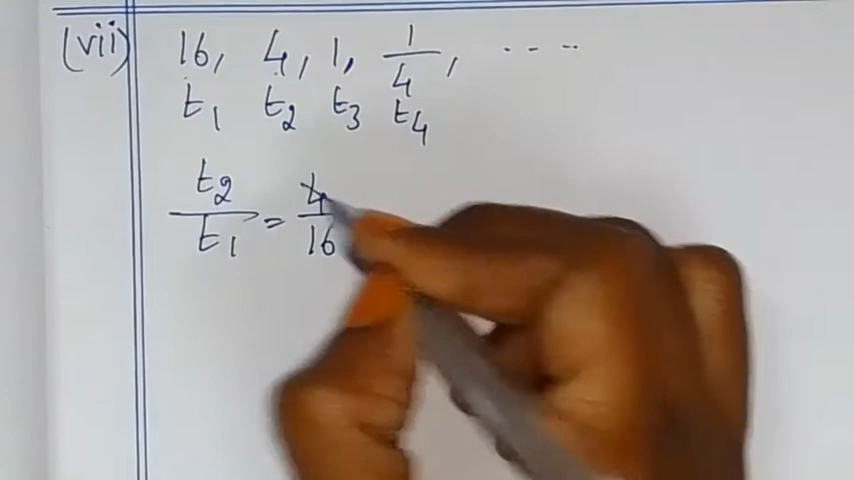 (vii) 16, 4, 1, 1/4, ....
t1 t2 t3 t4
t2/t1 = 4/16